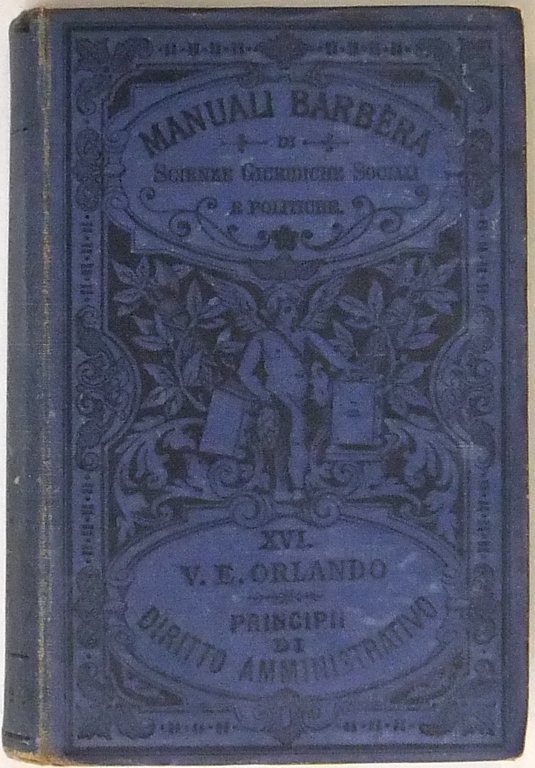 MANUALI BARBÈRA
DI
SCIENZE GIURIDICHE SOCIALI
E POLITICHE.
XVI.
V. E. ORLANDO
PRINCIPII
DI
DIRITTO AMMINISTRATIVO